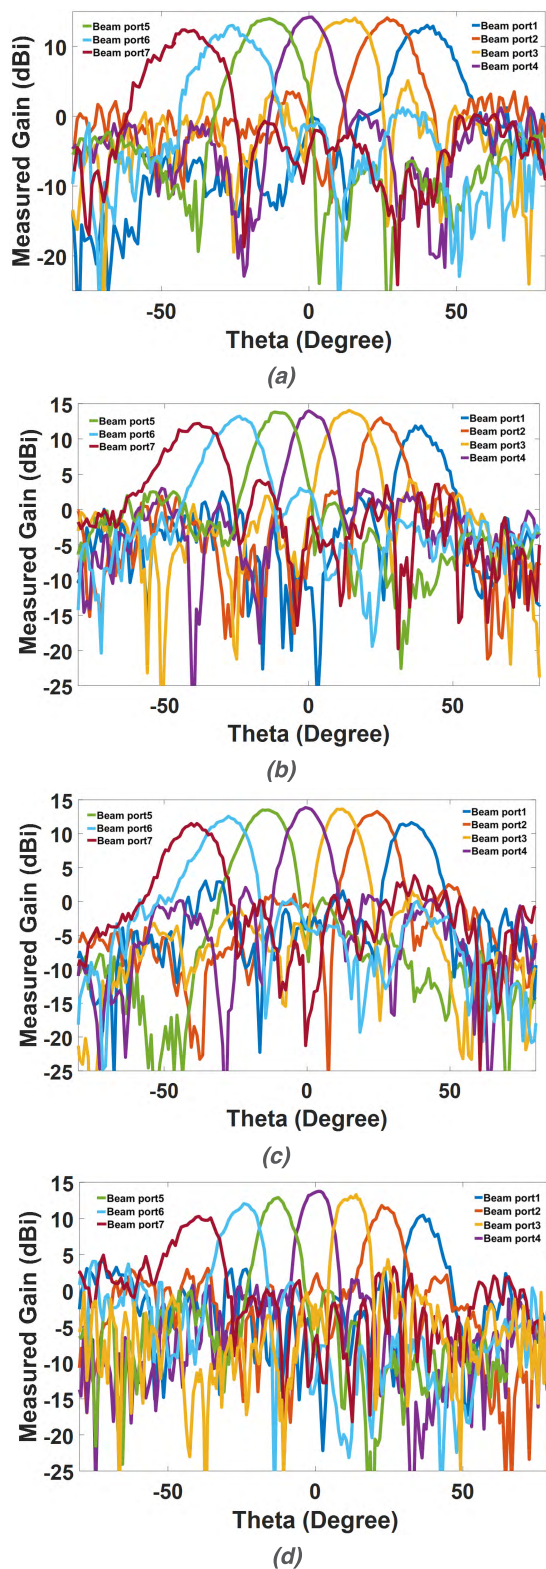 Measured Gain (dBi)
10
0
-10
-20
Beam port5
Beam port6
Beam port7
Beam port1
Beam port2
Beam port3
Beam port4
-50
0
50
Theta (Degree)
(a)
Measured Gain (dBi)
15
10
5
0
-5
-10
-15
-20
-25
Beam port5
Beam port6
Beam port7
Beam port1
Beam port2
Beam port3
Beam port4
-50
0
50
Theta (Degree)
(b)
Measured Gain (dBi)
15
10
5
0
-5
-10
-15
-20
-25
Beam port5
Beam port6
Beam port7
Beam port1
Beam port2
Beam port3
Beam port4
-50
0
50
Theta (Degree)
(c)
Measured Gain (dBi)
15
10
5
0
-5
-10
-15
-20
-25
Beam port5
Beam port6
Beam port7
Beam port1
Beam port2
Beam port3
Beam port4
-50
0
50
Theta (Degree)
(d)